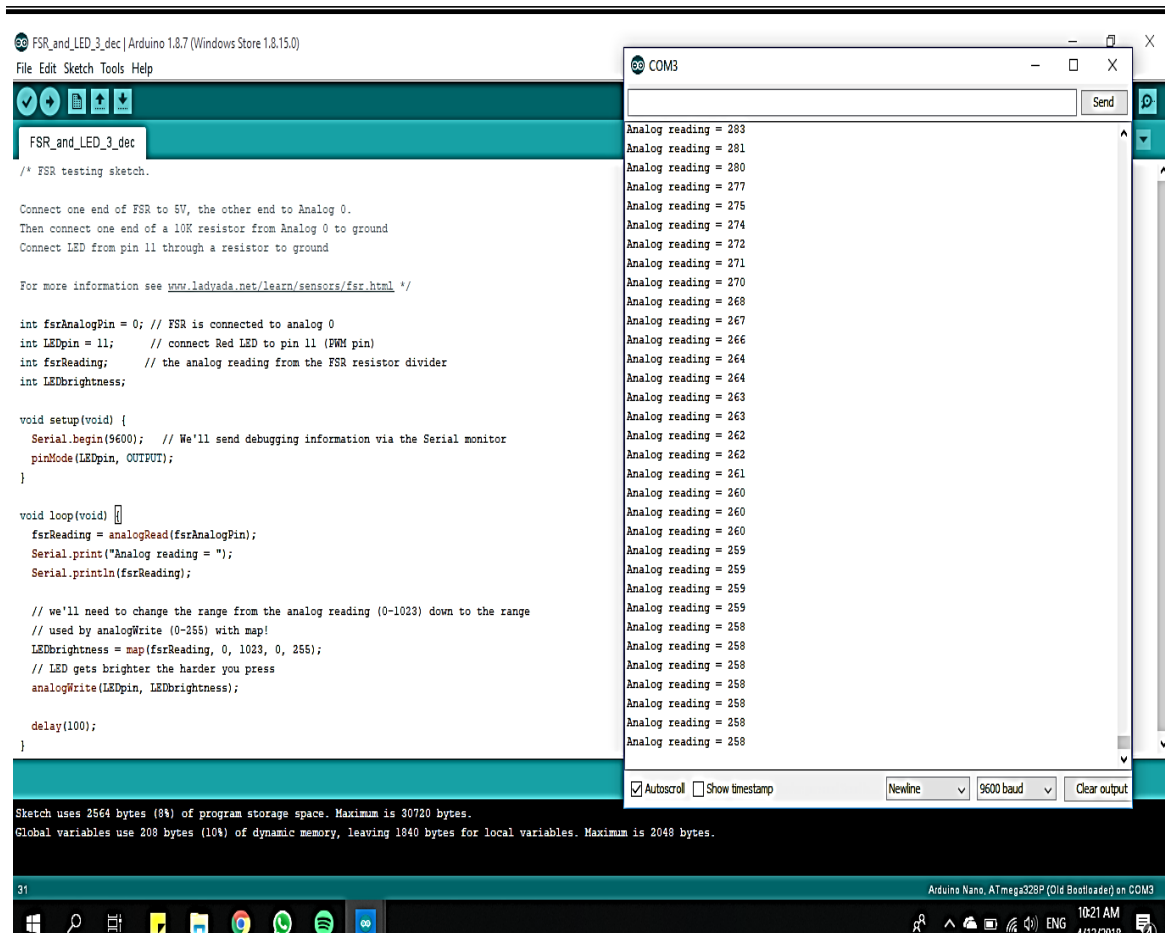 FSR_and_LED_3_dec | Arduino 1.8.7 (Windows Store 1.8.15.0)
File Edit Sketch Tools Help
FSR_and_LED_3_dec
/* FSR testing sketch.
Connect one end of FSR to 5V, the other end to Analog 0.
Then connect one end of a 10K resistor from Analog 0 to ground
Connect LED from pin 11 through a resistor to ground
For more information see www.ladyada.net/learn/sensors/fsr.html */
int fsrAnalogPin = 0; // FSR is connected to analog 0
int LEDpin = 11;      // connect Red LED to pin 11 (PWM pin)
int fsrReading;      // the analog reading from the FSR resistor divider
int LEDbrightness;
void setup(void) {
  Serial.begin(9600);   // We'll send debugging information via the Serial monitor
  pinMode(LEDpin, OUTPUT);
}
void loop(void) {
  fsrReading = analogRead(fsrAnalogPin);
  Serial.print("Analog reading = ");
  Serial.println(fsrReading);
  // we'll need to change the range from the analog reading (0-1023) down to the range
  // used by analogWrite (0-255) with map!
  LEDbrightness = map(fsrReading, 0, 1023, 0, 255);
  // LED gets brighter the harder you press
  analogWrite(LEDpin, LEDbrightness);
  delay(100);
}
COM3
Send
Analog reading = 283
Analog reading = 281
Analog reading = 280
Analog reading = 277
Analog reading = 275
Analog reading = 274
Analog reading = 272
Analog reading = 271
Analog reading = 270
Analog reading = 268
Analog reading = 267
Analog reading = 266
Analog reading = 264
Analog reading = 264
Analog reading = 263
Analog reading = 263
Analog reading = 262
Analog reading = 262
Analog reading = 261
Analog reading = 260
Analog reading = 260
Analog reading = 260
Analog reading = 259
Analog reading = 259
Analog reading = 259
Analog reading = 259
Analog reading = 258
Analog reading = 258
Analog reading = 258
Analog reading = 258
Analog reading = 258
Analog reading = 258
Analog reading = 258
Autoscroll Show timestamp Newline 9600 baud Clear output
Sketch uses 2564 bytes (8%) of program storage space. Maximum is 30720 bytes.
Global variables use 208 bytes (10%) of dynamic memory, leaving 1840 bytes for local variables. Maximum is 2048 bytes.
31 Arduino Nano, ATmega328P (Old Bootloader) on COM3
ENG 10:21 AM
4/12/2018